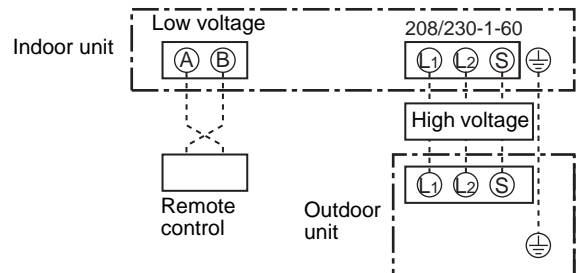 Low voltage
208/230-1-60
Indoor unit
A B
L1 L2 S
High voltage
L1 L2 S
Remote
control
Outdoor
unit